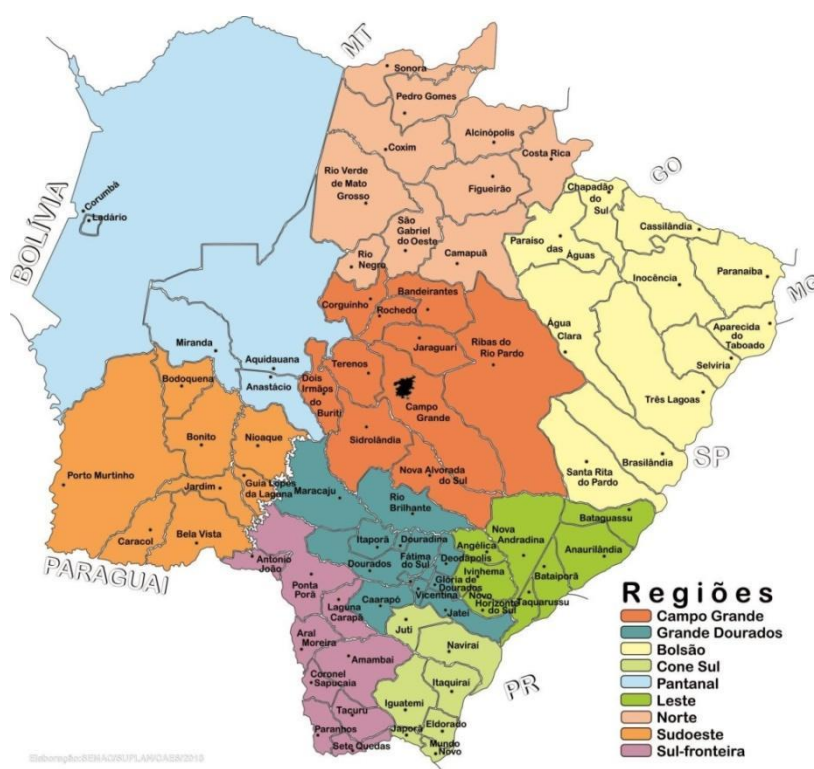 MT
Sonora
Pedro Gomes
Alcinópolis
Coxim
Costa Rica
GO
Rio Verde
de Mato
Grosso
Figueirão
Chapadão
do
Sul
BOLÍVIA
Corumbá
Ladário
São
Gabriel
do Oeste
Cassilândia
Paraíso
das
Águas
Rio
Negro
Camapuã
Inocência
Paranaíba
MG
Corguinho
Bandeirantes
Rochedo
Água
Clara
Aparecida
do
Taboado
Miranda
Jaraguari
Ribas do
Rio Pardo
Selvíria
Aquidauana
Terenos
Bodoquena
Anastácio
Dois
Irmãos
do
Buriti
Campo
Grande
Três Lagoas
Bonito
Nioaque
Sidrolândia
SP
Brasilândia
Porto Murtinho
Jardim
Guia Lopes
da Laguna
Nova Alvorada
do Sul
Santa Rita
do Pardo
Maracaju
Rio
Brilhante
Caracol
Bela Vista
Nova
Andradina
Bataguassu
PARAGUAI
Itaporã
Douradina
Angélica
Anaurilândia
Antonio
João
Dourados
Fátima
do Sul
Deodápolis
Ivinhema
Batalporã
Ponta
Porã
Glória de
Dourados
Novo
Horizonte
do Sul
Taquarussu
Laguna
Carapã
Caarapó
Vicentina
Jateí
Aral
Moreira
Juti
Naviraí
Amambai
PR
Coronel
Sapucaia
Itaquiraí
Iguatemi
Tacuru
Eldorado
Paranhos
Japorã
Mundo
Novo
Sete Quedas
Regiões
Campo Grande
Grande Dourados
Bolsão
Cone Sul
Pantanal
Leste
Norte
Sudoeste
Sul-fronteira